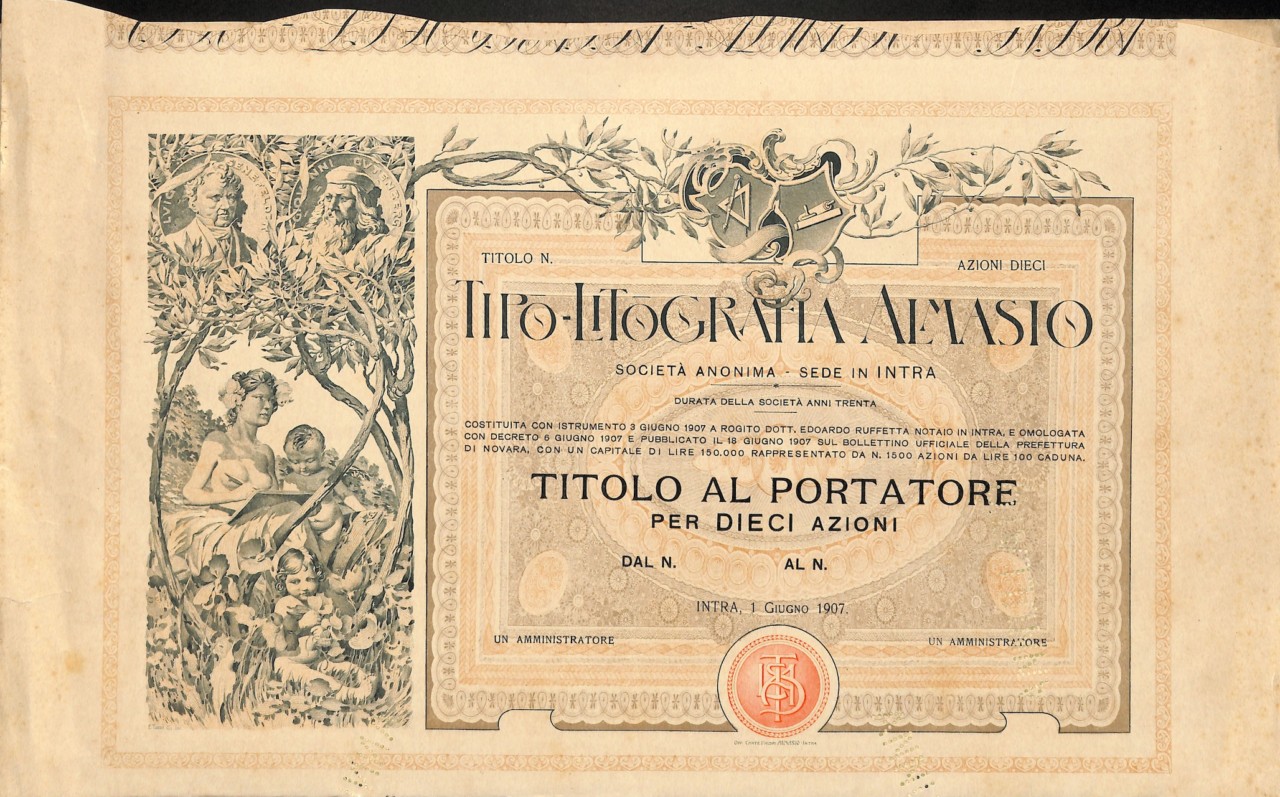 TITOLO N.
AZIONI DIECI
TIPO-LITOGRAFIA ALMASIO
SOCIETÀ ANONIMA - SEDE IN INTRA
DURATA DELLA SOCIETÀ ANNI TRENTA
COSTITUITA CON ISTRUMENTO 3 GIUGNO 1907 A ROGITO DOTT. EDOARDO RUFFETTA NOTAIO IN INTRA, E OMOLOGATA
CON DECRETO 6 GIUGNO 1907 E PUBBLICATO IL 18 GIUGNO 1907 SUL BOLLETTINO UFFICIALE DELLA PREFETTURA
DI NOVARA, CON UN CAPITALE DI LIRE 150.000 RAPPRESENTATO DA N. 1500 AZIONI DA LIRE 100 CADUNA.
TITOLO AL PORTATORE
PER DIECI AZIONI
DAL N. AL N.
INTRA, 1 GIUGNO 1907.
UN AMMINISTRATORE
UN AMMINISTRATORE